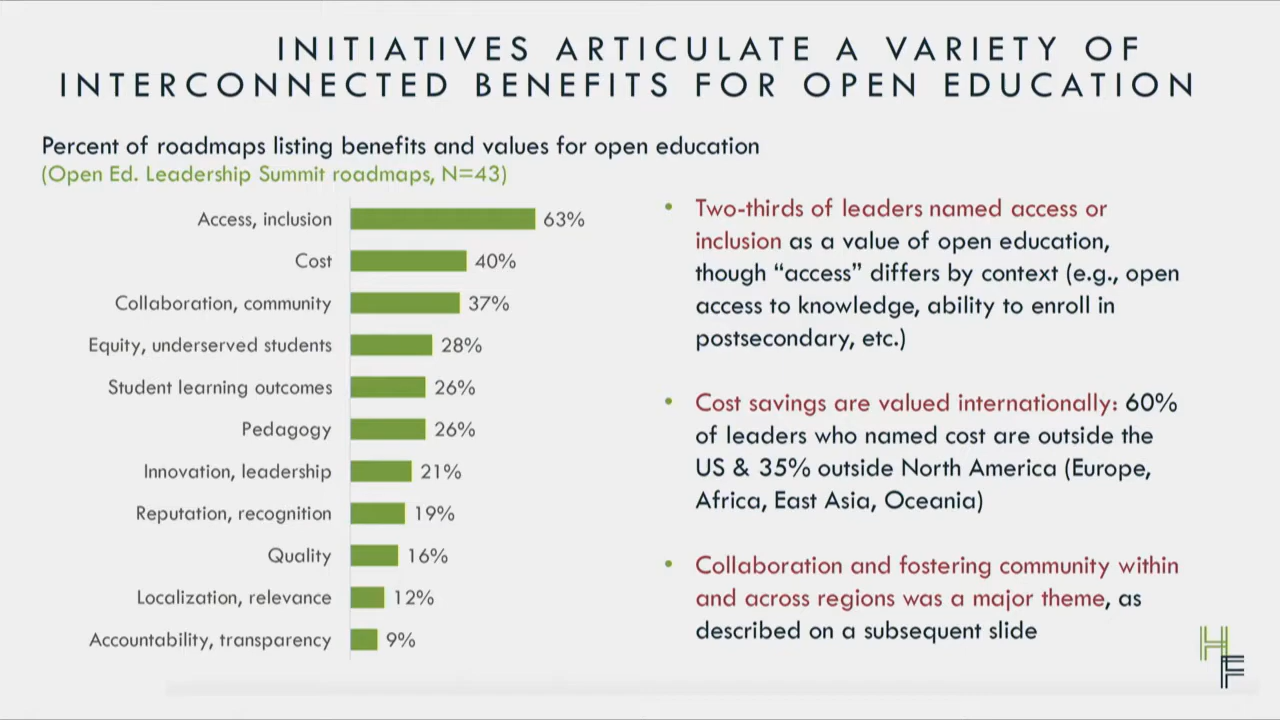 INITIATIVES ARTICULATE A VARIETY OF
INTERCONNECTED BENEFITS FOR OPEN EDUCATION
Percent of roadmaps listing benefits and values for open education
(Open Ed. Leadership Summit roadmaps, N=43)
Access, inclusion 63%
Cost 40%
Collaboration, community 37%
Equity, underserved students 28%
Student learning outcomes 26%
Pedagogy 26%
Innovation, leadership 21%
Reputation, recognition 19%
Quality 16%
Localization, relevance 12%
Accountability, transparency 9%
• Two-thirds of leaders named access or
inclusion as a value of open education,
though “access” differs by context (e.g., open
access to knowledge, ability to enroll in
postsecondary, etc.)
• Cost savings are valued internationally: 60%
of leaders who named cost are outside the
US & 35% outside North America (Europe,
Africa, East Asia, Oceania)
• Collaboration and fostering community within
and across regions was a major theme, as
described on a subsequent slide
H
F